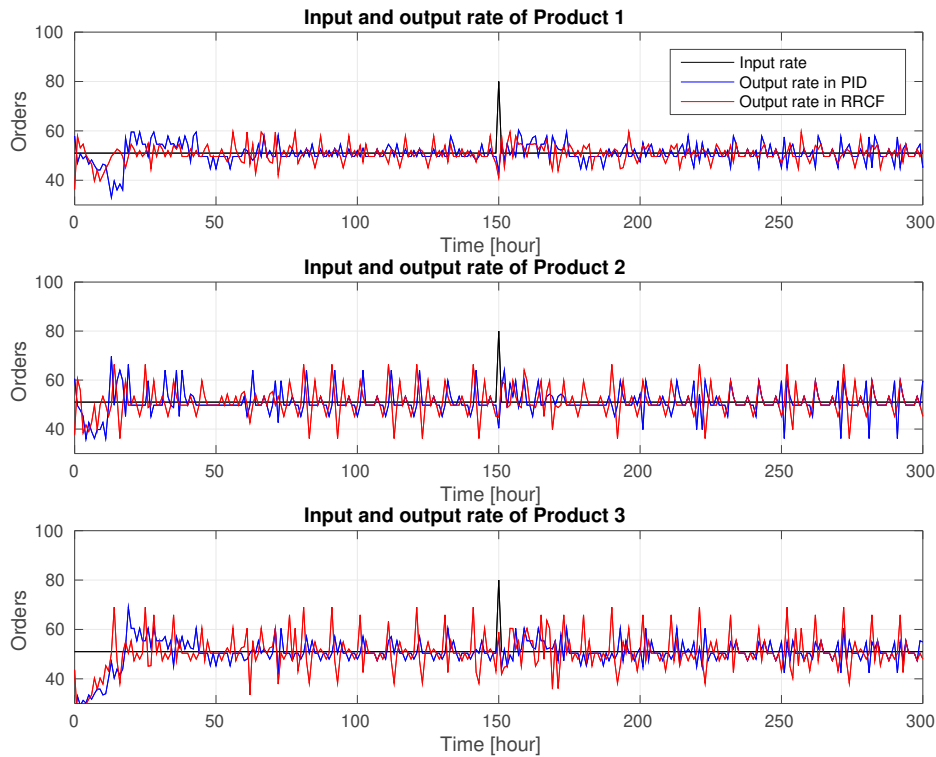 Input and output rate of Product 1
100
80
60
40
Orders
Input rate
Output rate in PID
Output rate in RRCF
0
50
100
150
200
250
300
Time [hour]
Input and output rate of Product 2
100
80
60
40
Orders
0
50
100
150
200
250
300
Time [hour]
Input and output rate of Product 3
100
80
60
40
Orders
0
50
100
150
200
250
300
Time [hour]